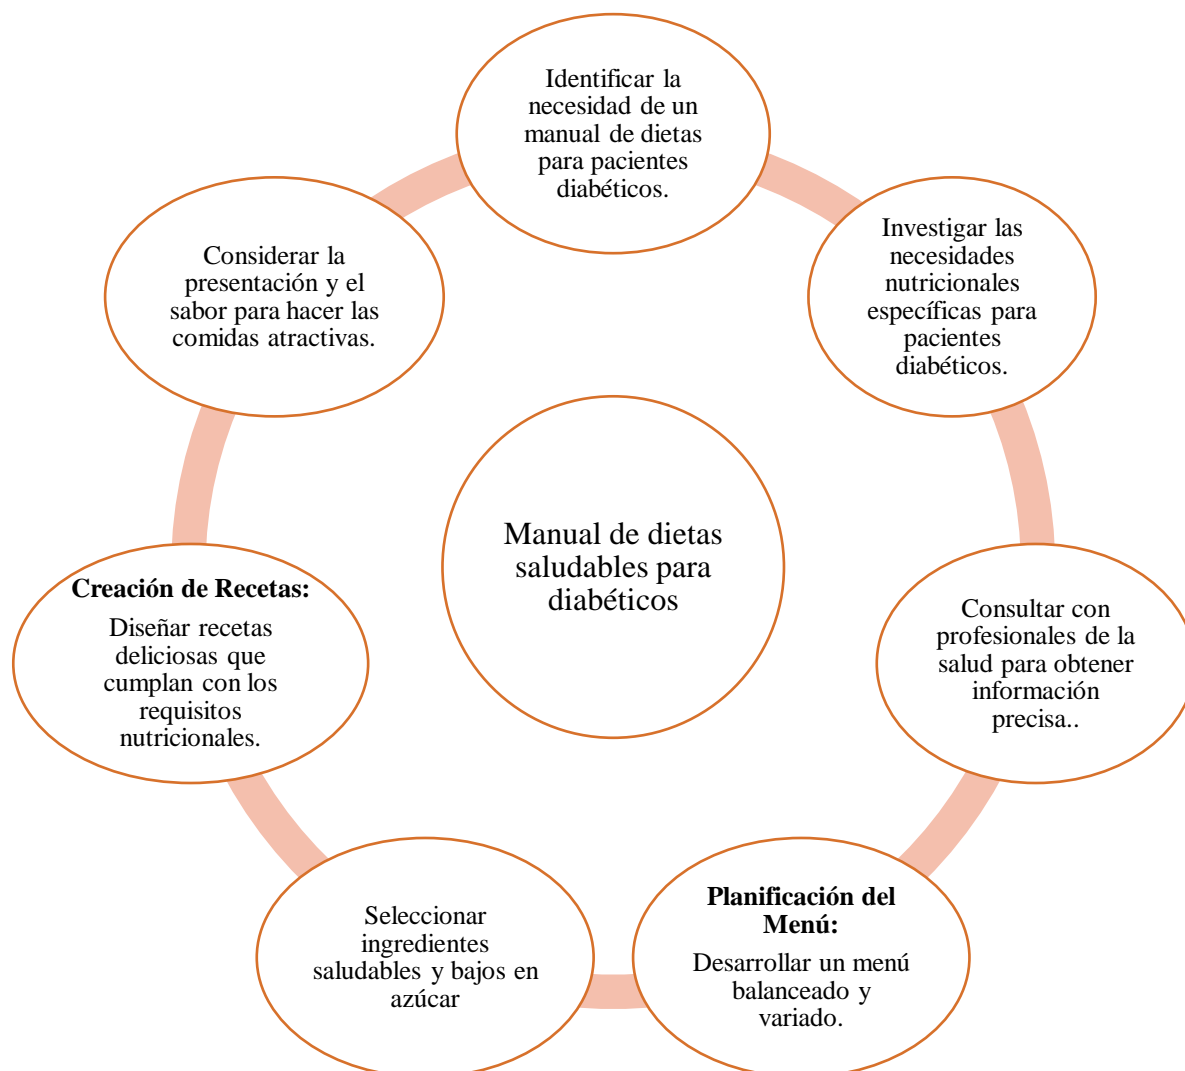 Identificar la
necesidad de un
manual de dietas
para pacientes
diabéticos.
Investigar las
necesidades
nutricionales
específicas para
pacientes
diabéticos.
Consultar con
profesionales de la
salud para obtener
información
precisa..
Planificación del
Menú:
Desarrollar un menú
balanceado y
variado.
Seleccionar
ingredientes
saludables y bajos en
azúcar
Creación de Recetas:
Diseñar recetas
deliciosas que
cumplan con los
requisitos
nutricionales.
Considerar la
presentación y el
sabor para hacer las
comidas atractivas.
Manual de dietas
saludables para
diabéticos